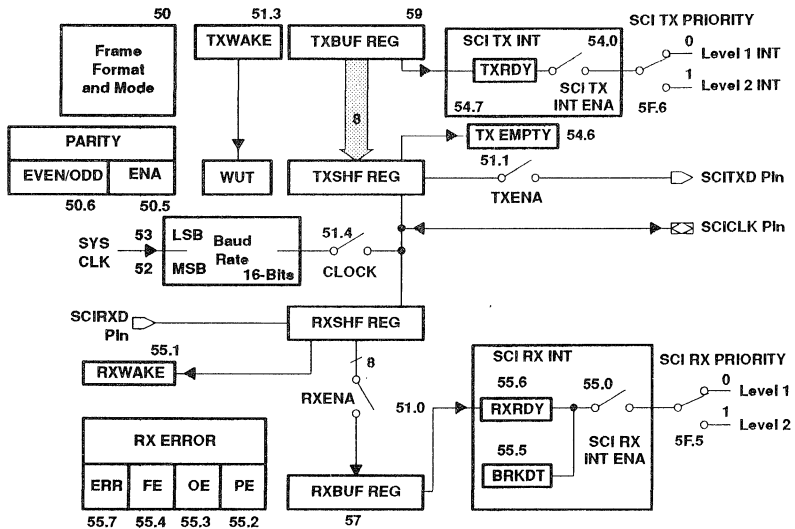 50
51.3
59
SCI TX PRIORITY
Frame
Format
and Mode
TXWAKE
TXBUF REG
SCI TX INT
54.0
0
Level 1 INT
TXRDY
SCI TX
INT ENA
1
Level 2 INT
54.7
5F.6
8
TX EMPTY
54.6
PARITY
EVEN/ODD
ENA
WUT
TXSHF REG
51.1
SCITXD Pin
TXENA
50.6
50.5
53
LSB
Baud
Rate
51.4
SCICLK Pin
SYS
CLK
52
MSB
16-Bits
CLOCK
SCIRXD
Pin
RXSHF REG
55.1
RXWAKE
8
SCI RX INT
SCI RX PRIORITY
RXENA
51.0
55.6
55.0
0
Level 1
RXRDY
1
Level 2
RX ERROR
55.5
SCI RX
INT ENA
5F.5
ERR
FE
OE
PE
RXBUF REG
BRKDT
55.7
55.4
55.3
55.2
57